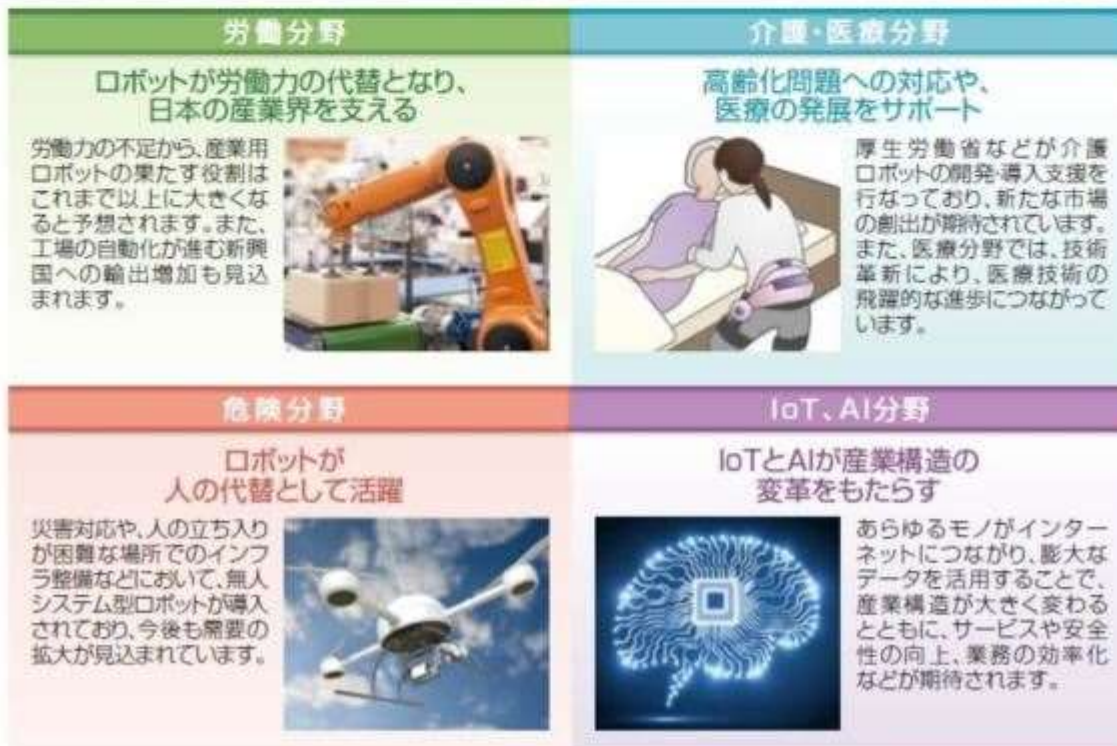 労働分野
ロボットが労働力の代替となり、
日本の産業界を支える
労働力の不足から、産業用
ロボットの果たす役割は
これまで以上に大きくな
ると予想されます。また、
工場の自動化が進む新興
国への輸出増加も見込
まれます。
介護・医療分野
高齢化問題への対応や、
医療の発展をサポート
厚生労働省などが介護
ロボットの開発・導入支援を
行なっており、新たな市場
の創出が期待されています。
また、医療分野では、技術
革新により、医療技術の
飛躍的な進歩につながって
います。
危険分野
ロボットが
人の代替として活躍
災害対応や、人の立ち入り
が困難な場所でのインフ
ラ整備などにおいて、無人
システム型ロボットが導入
されており、今後も需要の
拡大が見込まれています。
IoT、AI分野
IoTとAIが産業構造の
変革をもたらす
あらゆるモノがインター
ネットにつながり、膨大な
データを活用することで、
産業構造が大きく変わる
とともに、サービスや安全
性の向上、業務の効率化
などが期待されます。